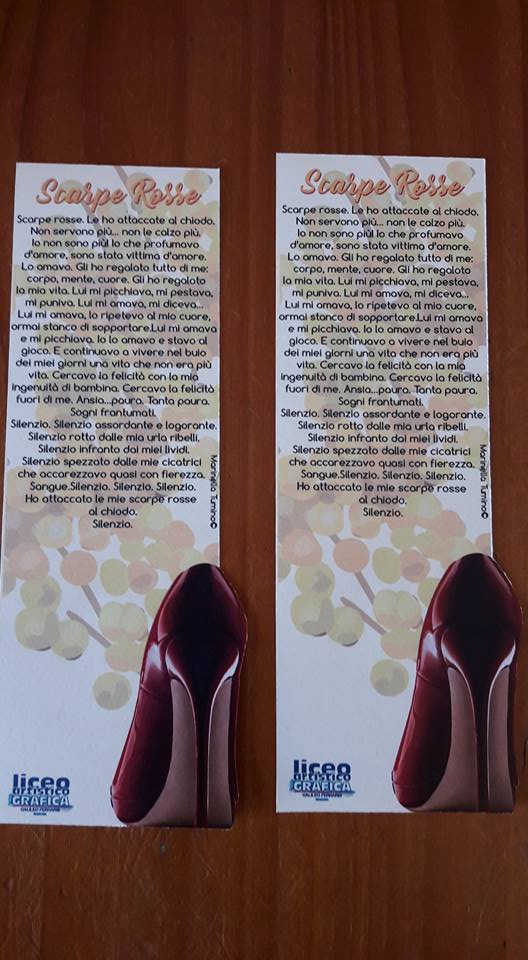 Scarpe Rosse
Scarpe rosse. Le ho attaccate al chiodo.
Non servono più... non le calzo più.
Io non sono più! Io che profumavo
d'amore, sono stata vittima d'amore.
Lo amavo. Gli ho regalato tutto di me:
corpo, mente, cuore. Gli ho regalato
la mia vita. Lui mi picchiava, mi pestava,
mi puniva. Lui mi amava, mi diceva...
Lui mi amava, lo ripetevo al mio cuore,
ormai stanco di sopportare.Lui mi amava
e mi picchiava. Io lo amavo e stavo al
gioco. E continuavo a vivere nel buio
dei miei giorni una vita che non era più
vita. Cercavo la felicità con la mia
ingenuità di bambina. Cercavo la felicità
fuori di me. Ansia...paura. Tanta paura.
Sogni frantumati.
Silenzio. Silenzio assordante e logorante.
Silenzio rotto dalle mia urla ribelli.
Silenzio infranto dai miei lividi.
Silenzio spezzato dalle mie cicatrici
che accarezzavo quasi con fierezza.
Sangue.Silenzio. Silenzio. Silenzio.
Ho attaccato le mie scarpe rosse
al chiodo.
Silenzio.
Marinella Tumino©
liceo
artistico
GRAFICA
GALILEO FERRARIS
Scarpe Rosse
Scarpe rosse. Le ho attaccate al chiodo.
Non servono più... non le calzo più.
Io non sono più! Io che profumavo
d'amore, sono stata vittima d'amore.
Lo amavo. Gli ho regalato tutto di me:
corpo, mente, cuore. Gli ho regalato
la mia vita. Lui mi picchiava, mi pestava,
mi puniva. Lui mi amava, mi diceva...
Lui mi amava, lo ripetevo al mio cuore,
ormai stanco di sopportare.Lui mi amava
e mi picchiava. Io lo amavo e stavo al
gioco. E continuavo a vivere nel buio
dei miei giorni una vita che non era più
vita. Cercavo la felicità con la mia
ingenuità di bambina. Cercavo la felicità
fuori di me. Ansia...paura. Tanta paura.
Sogni frantumati.
Silenzio. Silenzio assordante e logorante.
Silenzio rotto dalle mia urla ribelli.
Silenzio infranto dai miei lividi.
Silenzio spezzato dalle mie cicatrici
che accarezzavo quasi con fierezza.
Sangue.Silenzio. Silenzio. Silenzio.
Ho attaccato le mie scarpe rosse
al chiodo.
Silenzio.
Marinella Tumino©
liceo
artistico
GRAFICA
GALILEO FERRARIS